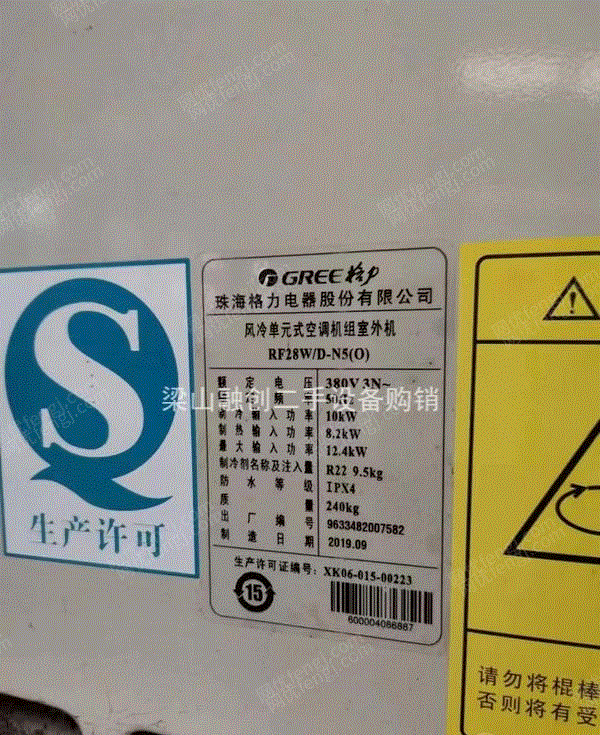 GREE格力
珠海格力电器股份有限公司
风冷单元式空调机组室外机
RF28W/D-N5(O)
额定电压 380V 3N~
梁山融创二手设备购销
制冷输入功率 10kW
制热输入功率 8.2kW
最大输入功率 12.4kW
制冷剂名称及注入量 R22 9.5kg
防水等级 IPX4
质量 240kg
出厂编号 9633482007582
制造日期 2019.09
生产许可证编号: XK06-015-00223
15
600004086887
S
生产许可
请勿将棍棒
否则将有受